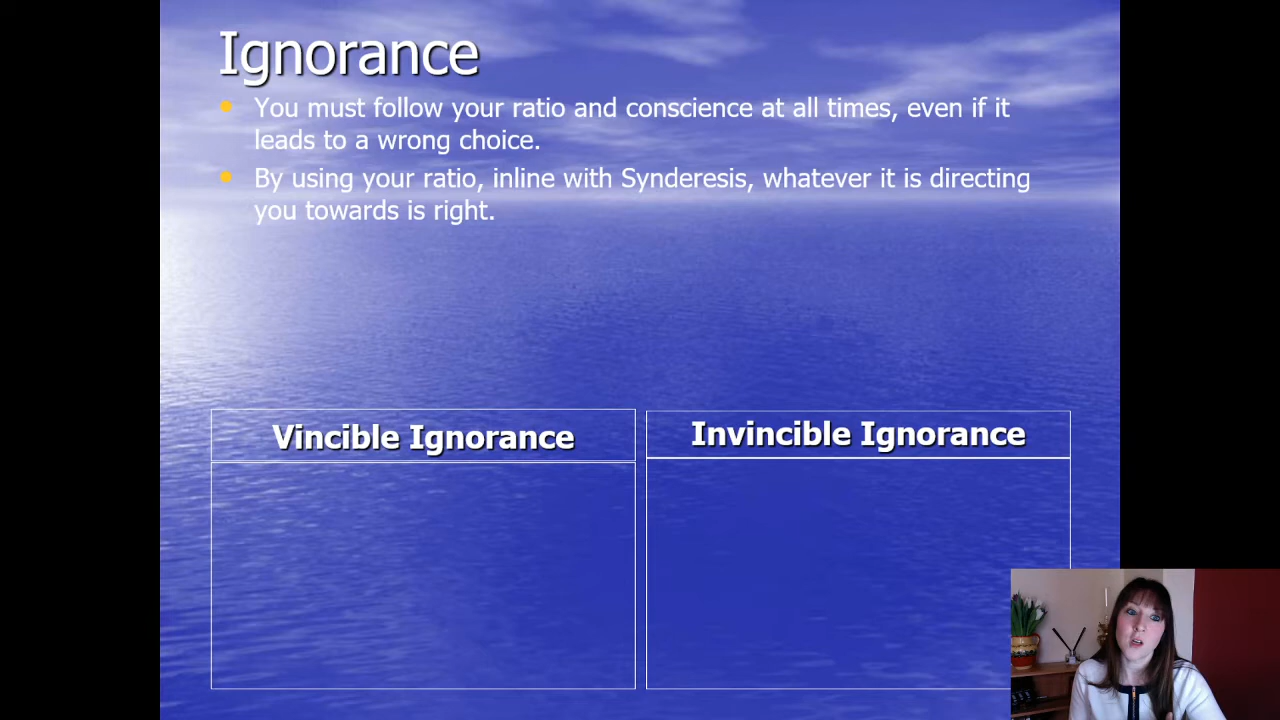 Ignorance
You must follow your ratio and conscience at all times, even if it
leads to a wrong choice.
By using your ratio, inline with Synderesis, whatever it is directing
you towards is right.
Vincible Ignorance
Invincible Ignorance